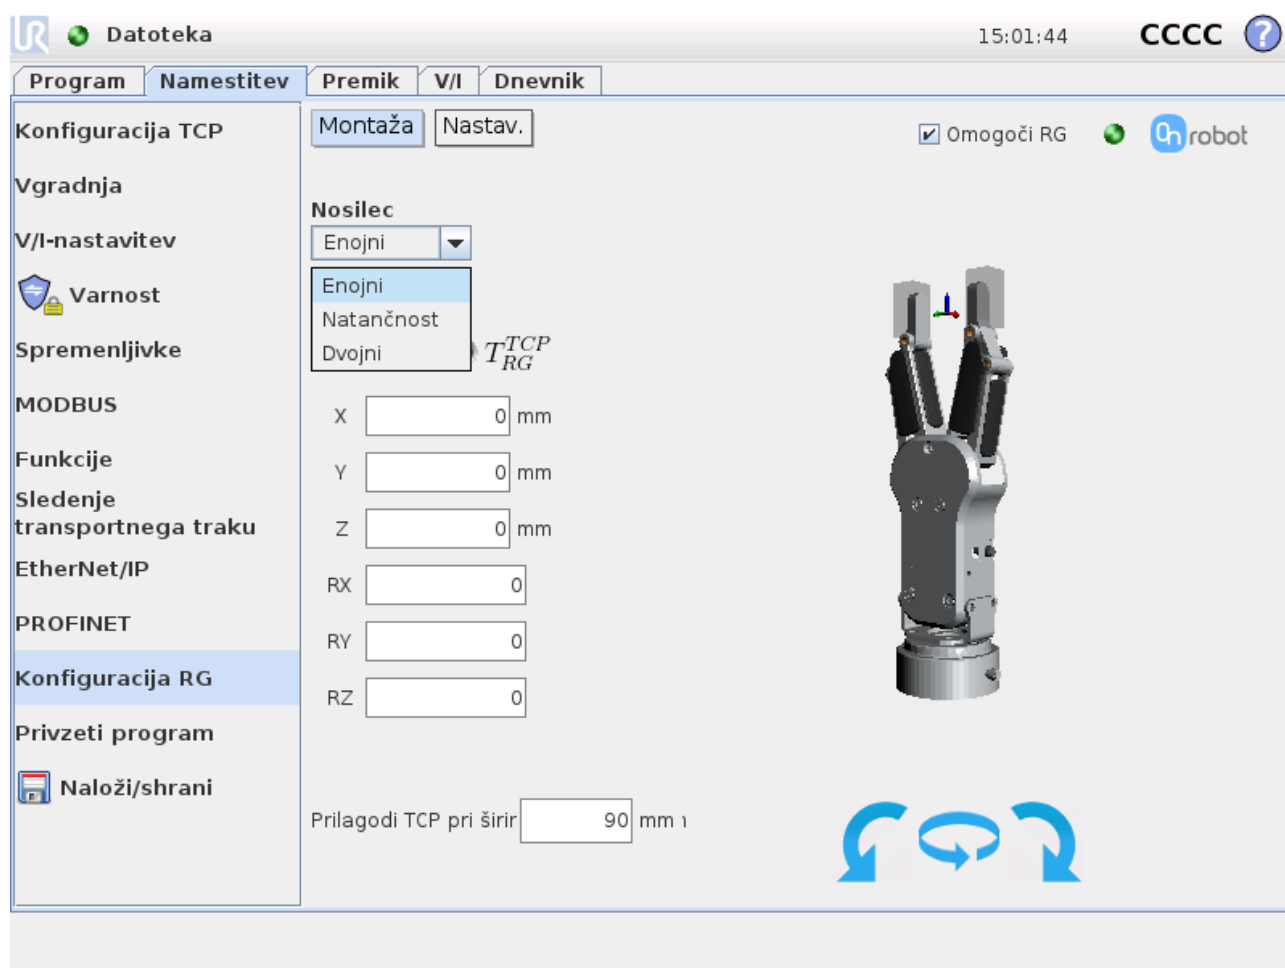 UR Datoteka 15:01:44 CCCC ?
Program Namestitev Premik V/I Dnevnik
Konfiguracija TCP
Vgradnja
V/I-nastavitev
Varnost
Spremenljivke
MODBUS
Funkcije
Sledenje
transportnega traku
EtherNet/IP
PROFINET
Konfiguracija RG
Privzeti program
Naloži/shrani
Montaža Nastav.
Omogoči RG
On robot
Nosilec
Enojni
Enojni
Natančnost
Dvojni
T_{RG}^{TCP}
X 0 mm
Y 0 mm
Z 0 mm
RX 0
RY 0
RZ 0
Prilagodi TCP pri širir 90 mm